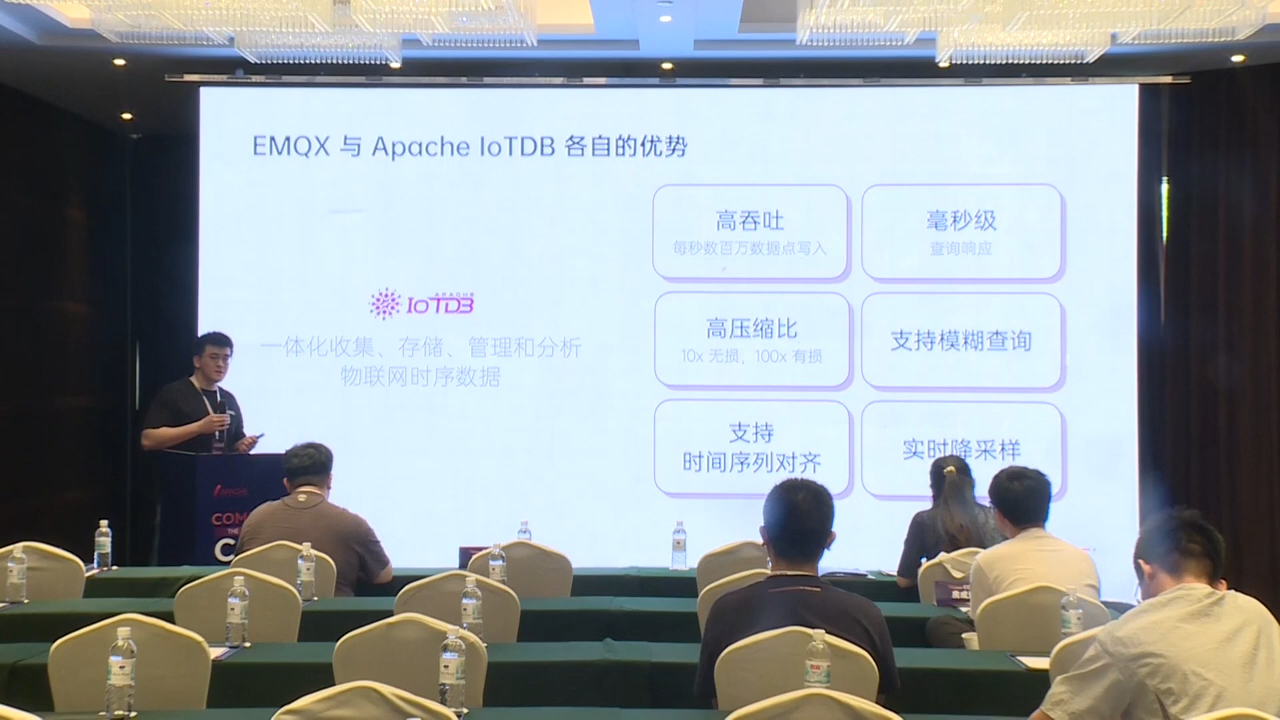 EMQX 与 Apache IoTDB 各自的优势
高吞吐
每秒数百万数据点写入
毫秒级
查询响应
APACHE
IoTDB
一体化收集、存储、管理和分析
物联网时序数据
高压缩比
10x 无损，100x 有损
支持模糊查询
支持
时间序列对齐
实时降采样
APACHE
COM
THE
C